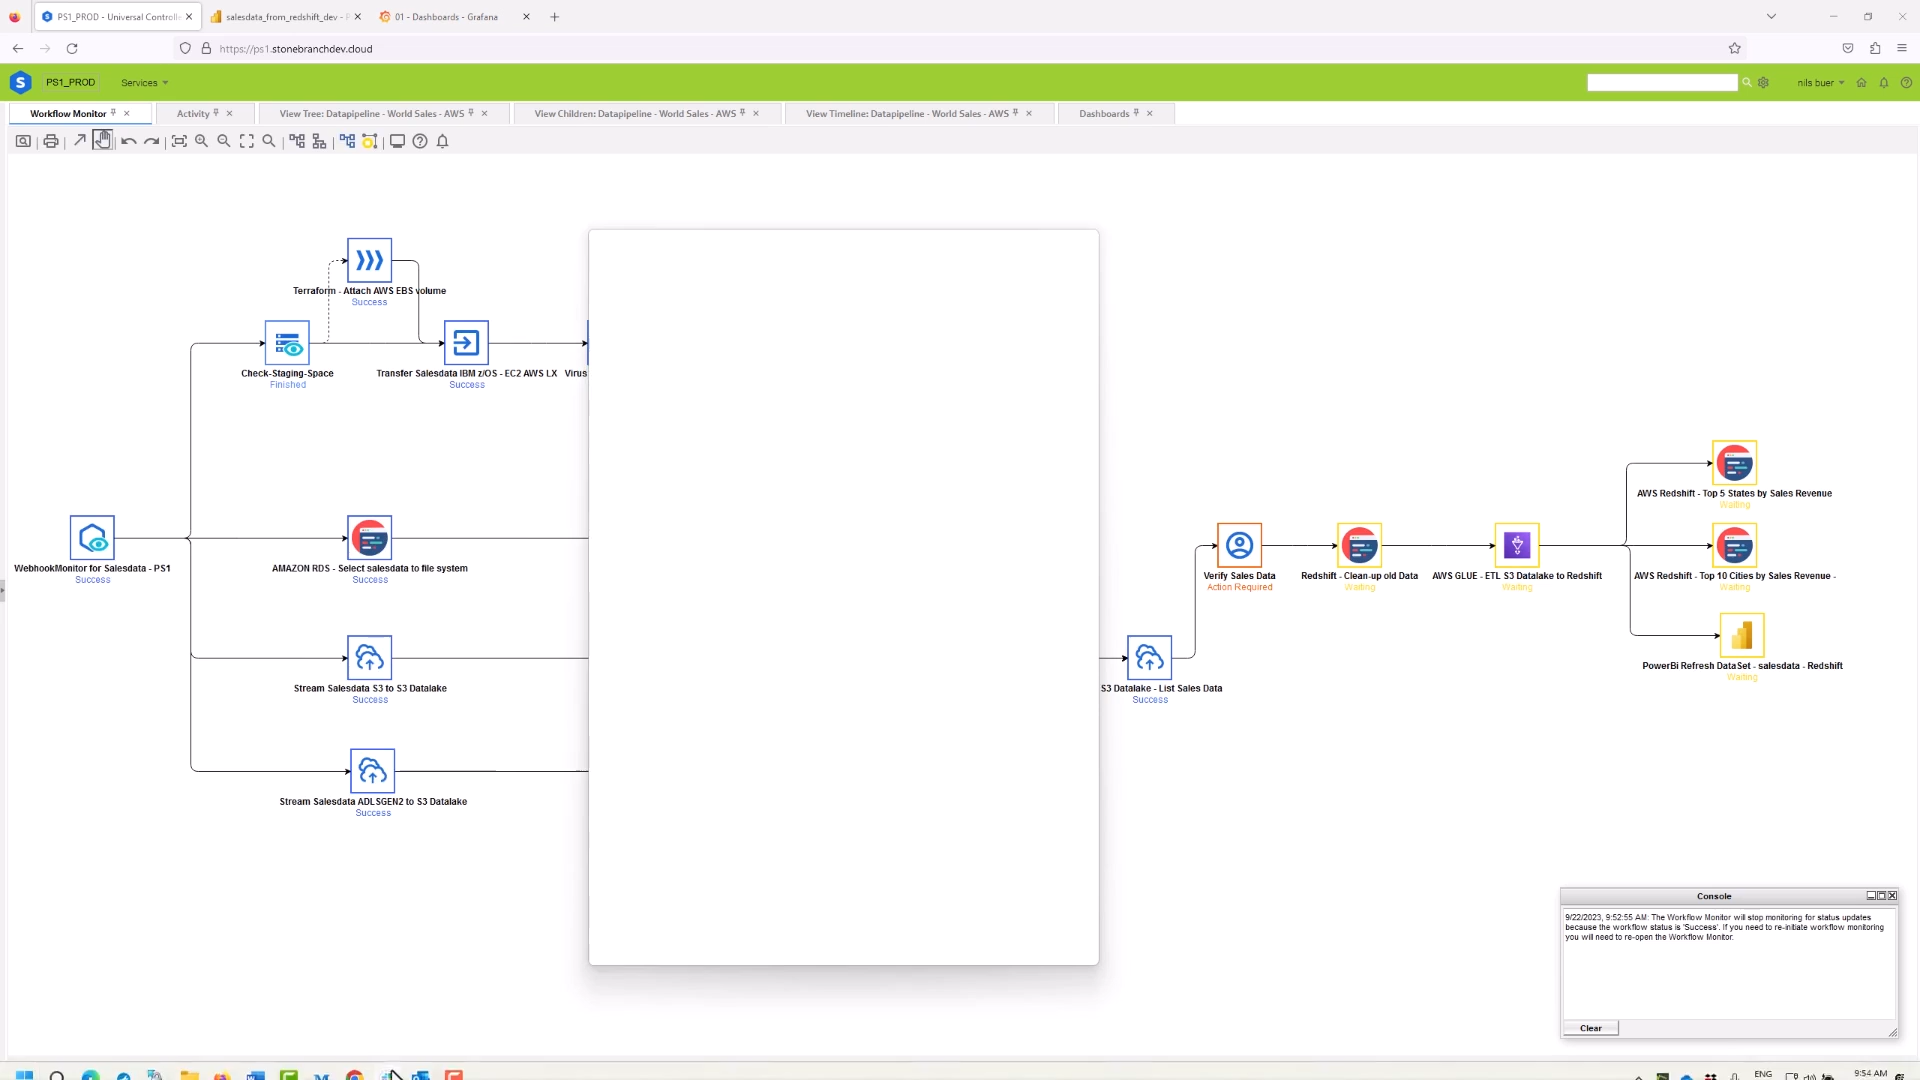 PS1_PROD - Universal Controlle
salesdata_from_redshift_dev - P
01 - Dashboards - Grafana
https://ps1.stonebranchdev.cloud
PS1_PROD
Services
nils buer
Workflow Monitor
Activity
View Tree: Datapipeline - World Sales - AWS
View Children: Datapipeline - World Sales - AWS
View Timeline: Datapipeline - World Sales - AWS
Dashboards
Terraform - Attach AWS EBS volume
Success
Check-Staging-Space
Finished
Transfer Salesdata IBM z/OS - EC2 AWS LX
Success
Virus
WebhookMonitor for Salesdata - PS1
Success
AMAZON RDS - Select salesdata to file system
Success
Stream Salesdata S3 to S3 Datalake
Success
Stream Salesdata ADLSGEN2 to S3 Datalake
Success
S3 Datalake - List Sales Data
Success
Verify Sales Data
Action Required
Redshift - Clean-up old Data
Waiting
AWS GLUE - ETL S3 Datalake to Redshift
Waiting
AWS Redshift - Top 5 States by Sales Revenue
Waiting
AWS Redshift - Top 10 Cities by Sales Revenue -
Waiting
PowerBi Refresh DataSet - salesdata - Redshift
Waiting
Console
9/22/2023, 9:52:55 AM: The Workflow Monitor will stop monitoring for status updates
because the workflow status is 'Success'. If you need to re-initiate workflow monitoring
you will need to re-open the Workflow Monitor.
Clear
ENG
9:54 AM